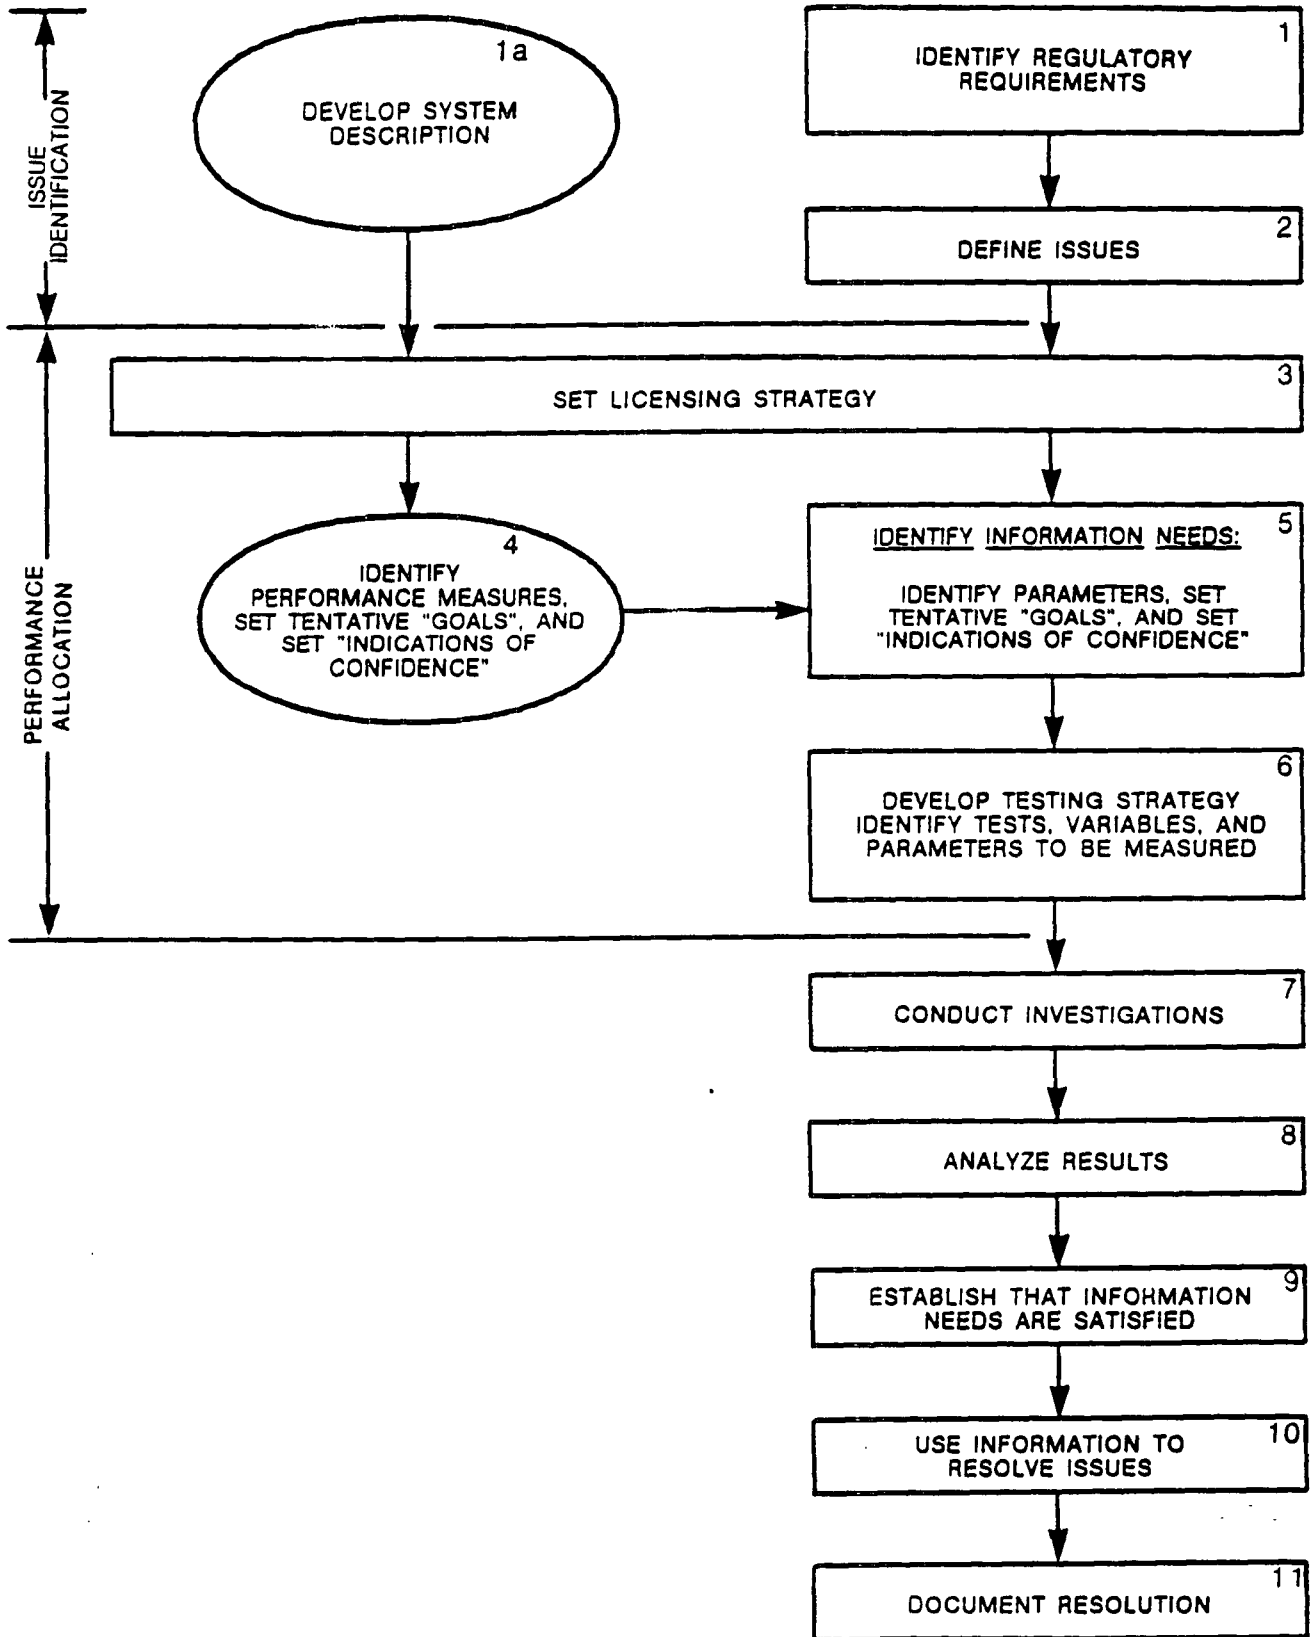 ISSUE
IDENTIFICATION
1a
DEVELOP SYSTEM
DESCRIPTION
1
IDENTIFY REGULATORY
REQUIREMENTS
2
DEFINE ISSUES
PERFORMANCE
ALLOCATION
3
SET LICENSING STRATEGY
4
IDENTIFY
PERFORMANCE MEASURES,
SET TENTATIVE "GOALS", AND
SET "INDICATIONS OF
CONFIDENCE"
5
IDENTIFY INFORMATION NEEDS:
IDENTIFY PARAMETERS, SET
TENTATIVE "GOALS", AND SET
"INDICATIONS OF CONFIDENCE"
6
DEVELOP TESTING STRATEGY
IDENTIFY TESTS, VARIABLES, AND
PARAMETERS TO BE MEASURED
7
CONDUCT INVESTIGATIONS
8
ANALYZE RESULTS
9
ESTABLISH THAT INFORMATION
NEEDS ARE SATISFIED
10
USE INFORMATION TO
RESOLVE ISSUES
11
DOCUMENT RESOLUTION